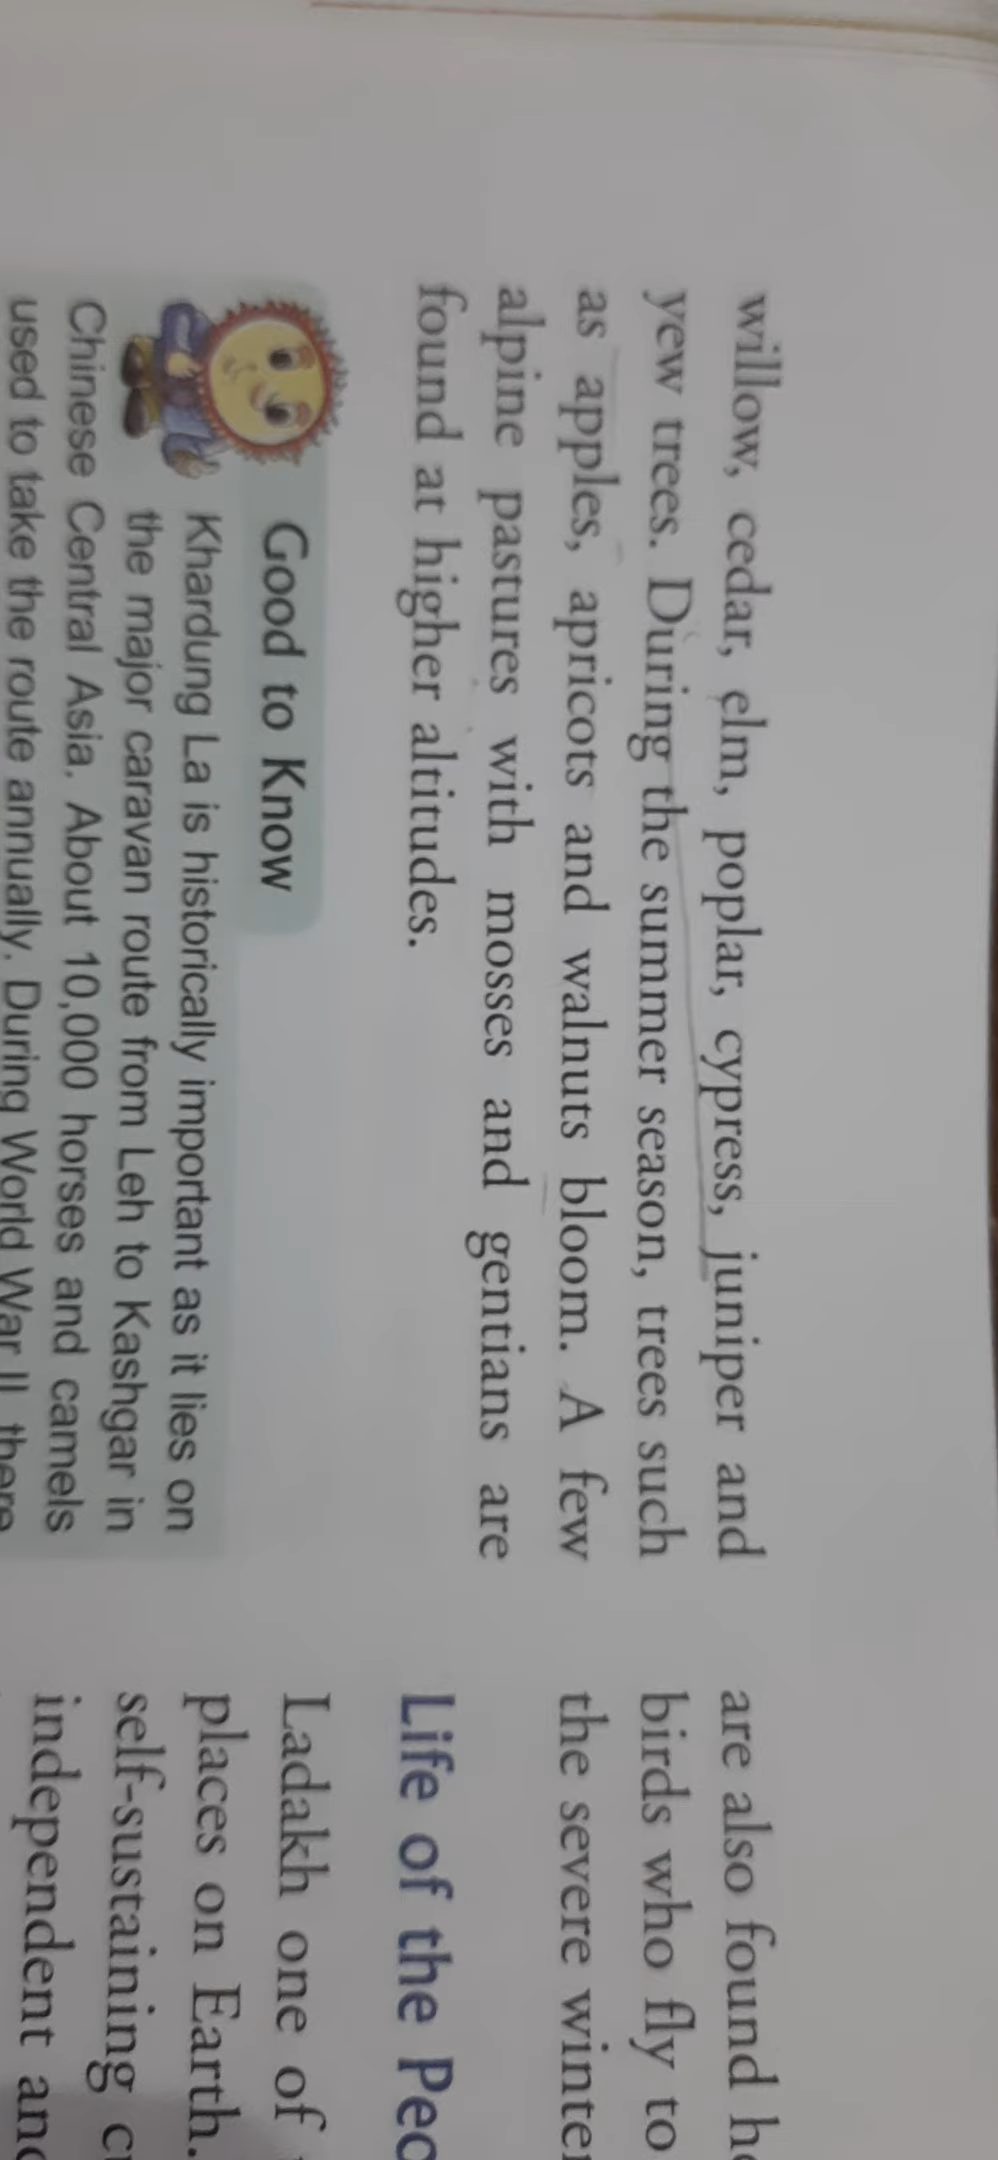 willow, cedar, elm, poplar, cypress, juniper and
yew trees. During the summer season, trees such
as apples, apricots and walnuts bloom. A few
alpine pastures with mosses and gentians are
found at higher altitudes.
Good to Know
Khardung La is historically important as it lies on
the major caravan route from Leh to Kashgar in
Chinese Central Asia. About 10,000 horses and camels
used to take the route annually. During World War II there
are also found
birds who fly to
the severe winter
Life of the
Ladakh one of
places on Earth.
self-sustaining
independent